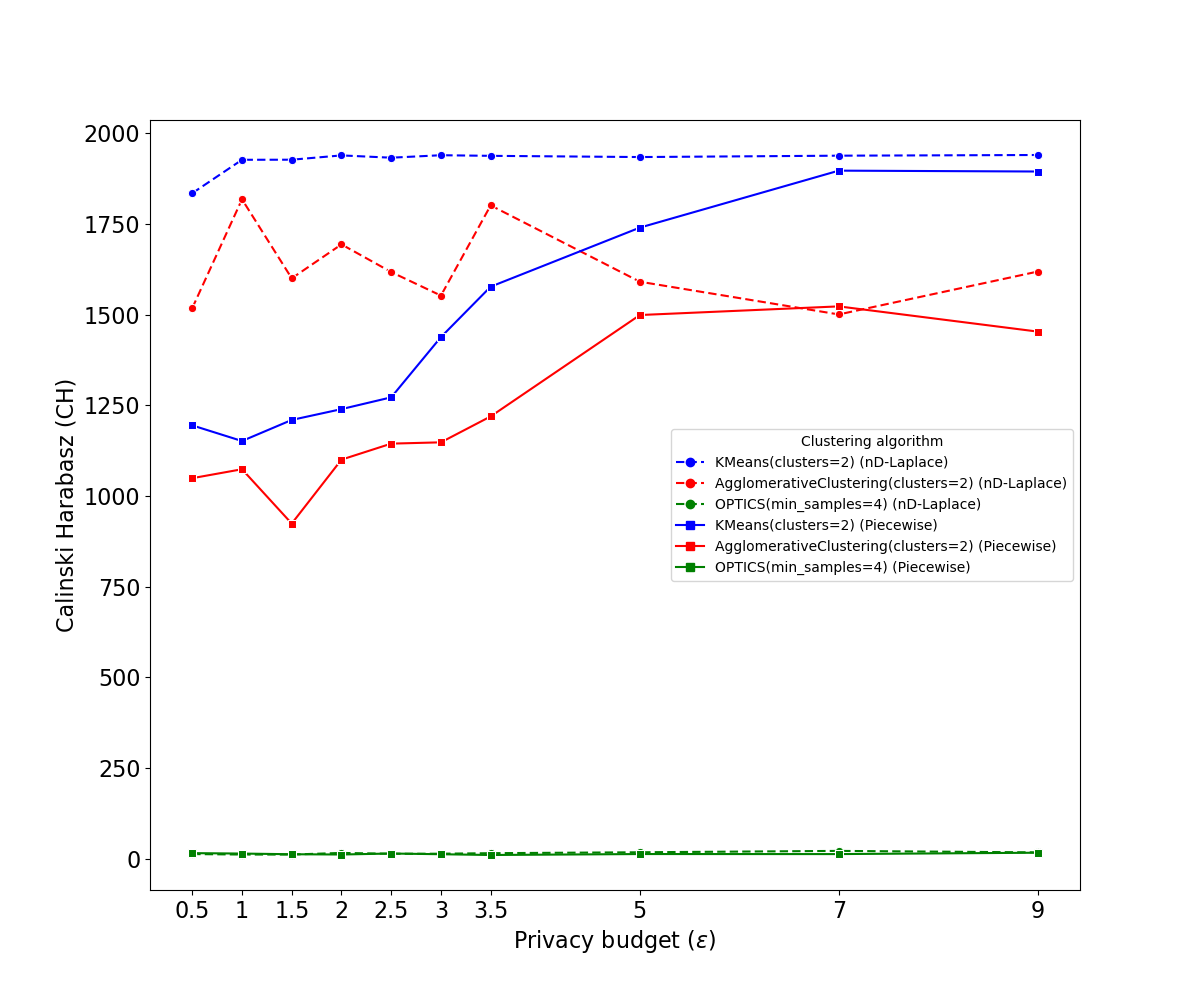 2000
1750
1500
1250
1000
750
500
250
0
Calinski Harabasz (CH)
Clustering algorithm
KMeans(clusters=2) (nD-Laplace)
AgglomerativeClustering(clusters=2) (nD-Laplace)
OPTICS(min_samples=4) (nD-Laplace)
KMeans(clusters=2) (Piecewise)
AgglomerativeClustering(clusters=2) (Piecewise)
OPTICS(min_samples=4) (Piecewise)
0.5 1 1.5 2 2.5 3 3.5 5 7 9
Privacy budget (ε)